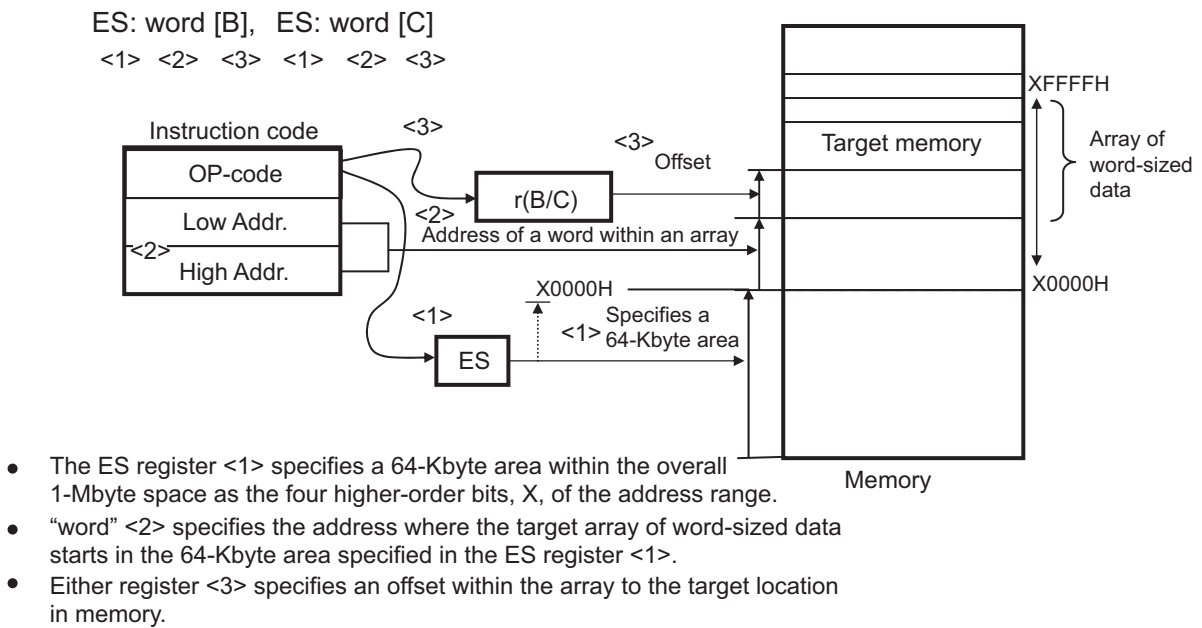 ES: word [B], ES: word [C]
<1> <2> <3> <1> <2> <3>
XFFFFH
Instruction code
<3>
OP-code
Low Addr.
<2>
High Addr.
r(B/C)
<3>
Offset
Target memory
Array of
word-sized
data
<2>
Address of a word within an array
X0000H
X0000H
<1>
ES
<1>
Specifies a
64-Kbyte area
Memory
● The ES register <1> specifies a 64-Kbyte area within the overall
1-Mbyte space as the four higher-order bits, X, of the address range.
● “word” <2> specifies the address where the target array of word-sized data
starts in the 64-Kbyte area specified in the ES register <1>.
● Either register <3> specifies an offset within the array to the target location
in memory.